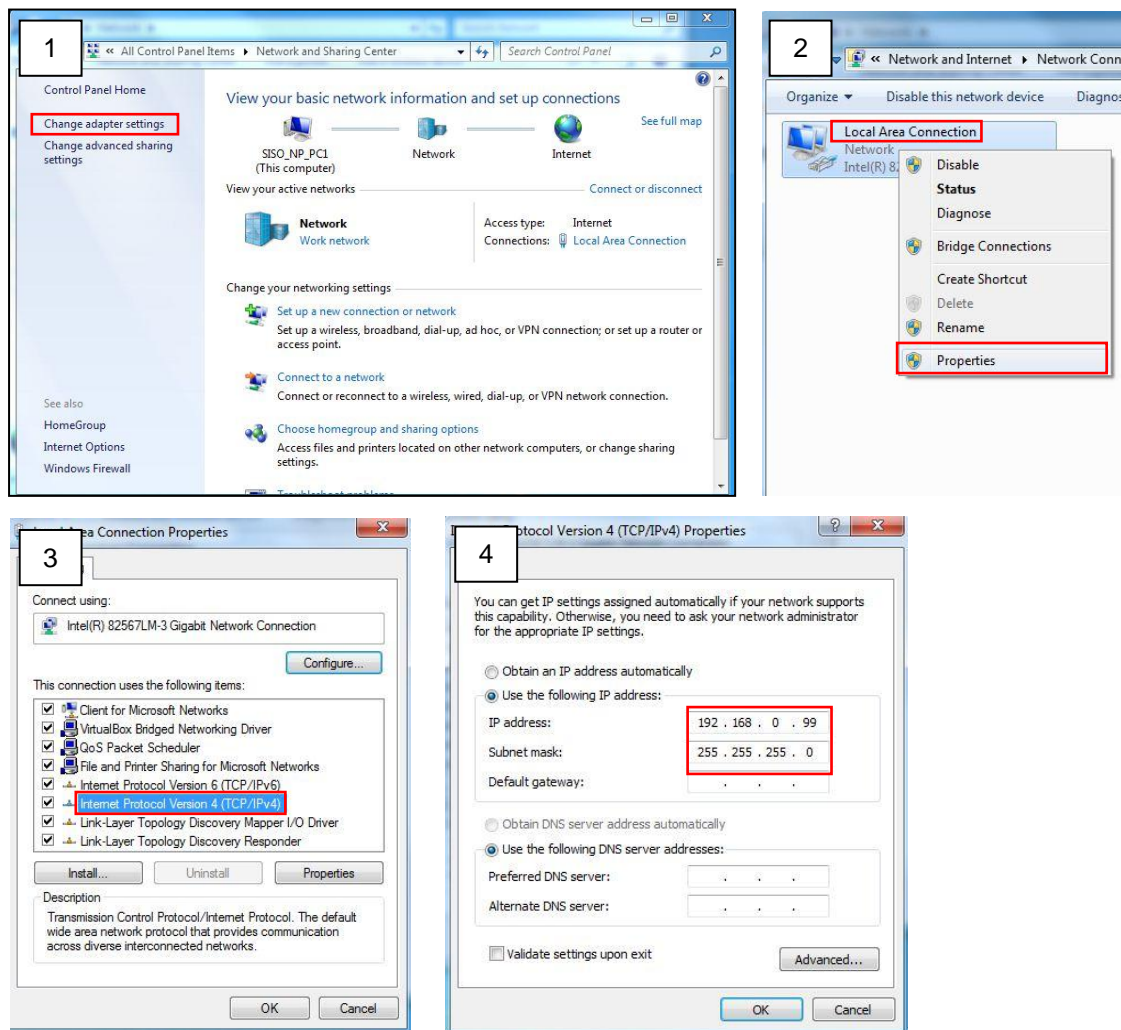 1
« All Control Panel Items ▸ Network and Sharing Center
Search Control Panel
Control Panel Home
Change adapter settings
Change advanced sharing
settings
See also
HomeGroup
Internet Options
Windows Firewall
View your basic network information and set up connections
See full map
SISO_NP_PC1
(This computer)
Network
Internet
View your active networks
Connect or disconnect
Network
Work network
Access type: Internet
Connections: Local Area Connection
Change your networking settings
Set up a new connection or network
Set up a wireless, broadband, dial-up, ad hoc, or VPN connection; or set up a router or
access point.
Connect to a network
Connect or reconnect to a wireless, wired, dial-up, or VPN network connection.
Choose homegroup and sharing options
Access files and printers located on other network computers, or change sharing
settings.
2
« Network and Internet ▸ Network Conn
Organize
Disable this network device
Diagnos
Local Area Connection
Network
Intel(R) 82
Disable
Status
Diagnose
Bridge Connections
Create Shortcut
Delete
Rename
Properties
3
ea Connection Properties
Connect using:
Intel(R) 82567LM-3 Gigabit Network Connection
Configure...
This connection uses the following items:
Client for Microsoft Networks
VirtualBox Bridged Networking Driver
QoS Packet Scheduler
File and Printer Sharing for Microsoft Networks
Internet Protocol Version 6 (TCP/IPv6)
Internet Protocol Version 4 (TCP/IPv4)
Link-Layer Topology Discovery Mapper I/O Driver
Link-Layer Topology Discovery Responder
Install...
Uninstall
Properties
Description
Transmission Control Protocol/Internet Protocol. The default
wide area network protocol that provides communication
across diverse interconnected networks.
OK
Cancel
4
otocol Version 4 (TCP/IPv4) Properties
You can get IP settings assigned automatically if your network supports
this capability. Otherwise, you need to ask your network administrator
for the appropriate IP settings.
Obtain an IP address automatically
Use the following IP address:
IP address: 192 . 168 . 0 . 99
Subnet mask: 255 . 255 . 255 . 0
Default gateway: . . .
Obtain DNS server address automatically
Use the following DNS server addresses:
Preferred DNS server: . . .
Alternate DNS server: . . .
Validate settings upon exit
Advanced...
OK
Cancel